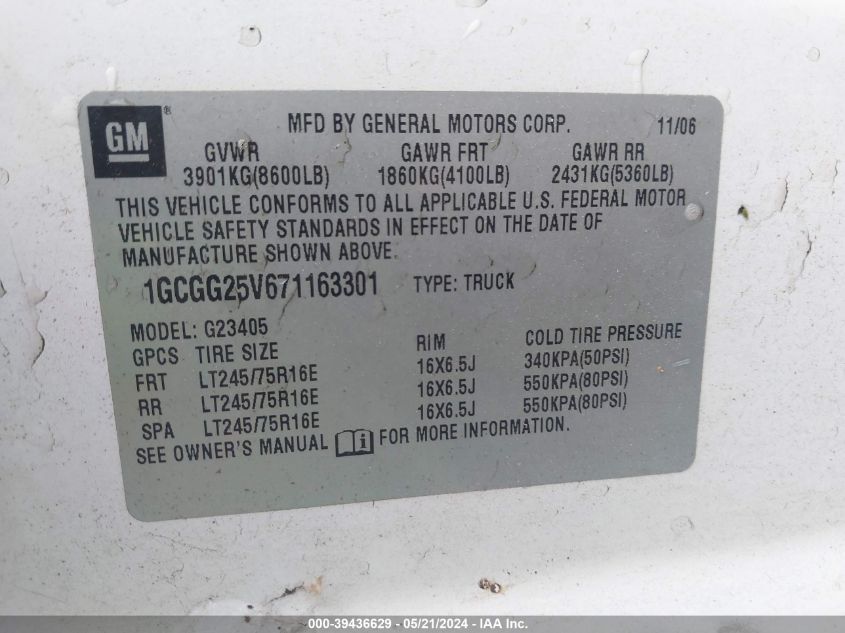 GM ®
MFD BY GENERAL MOTORS CORP. 11/06
GVWR GAWR FRT GAWR RR
3901KG(8600LB) 1860KG(4100LB) 2431KG(5360LB)
THIS VEHICLE CONFORMS TO ALL APPLICABLE U.S. FEDERAL MOTOR
VEHICLE SAFETY STANDARDS IN EFFECT ON THE DATE OF
MANUFACTURE SHOWN ABOVE.
1GCGG25V671163301 TYPE: TRUCK
MODEL: G23405
GPCS TIRE SIZE RIM COLD TIRE PRESSURE
FRT LT245/75R16E 16X6.5J 340KPA(50PSI)
RR LT245/75R16E 16X6.5J 550KPA(80PSI)
SPA LT245/75R16E 16X6.5J 550KPA(80PSI)
SEE OWNER'S MANUAL i FOR MORE INFORMATION.
000-39436629 - 05/21/2024 - IAA Inc.